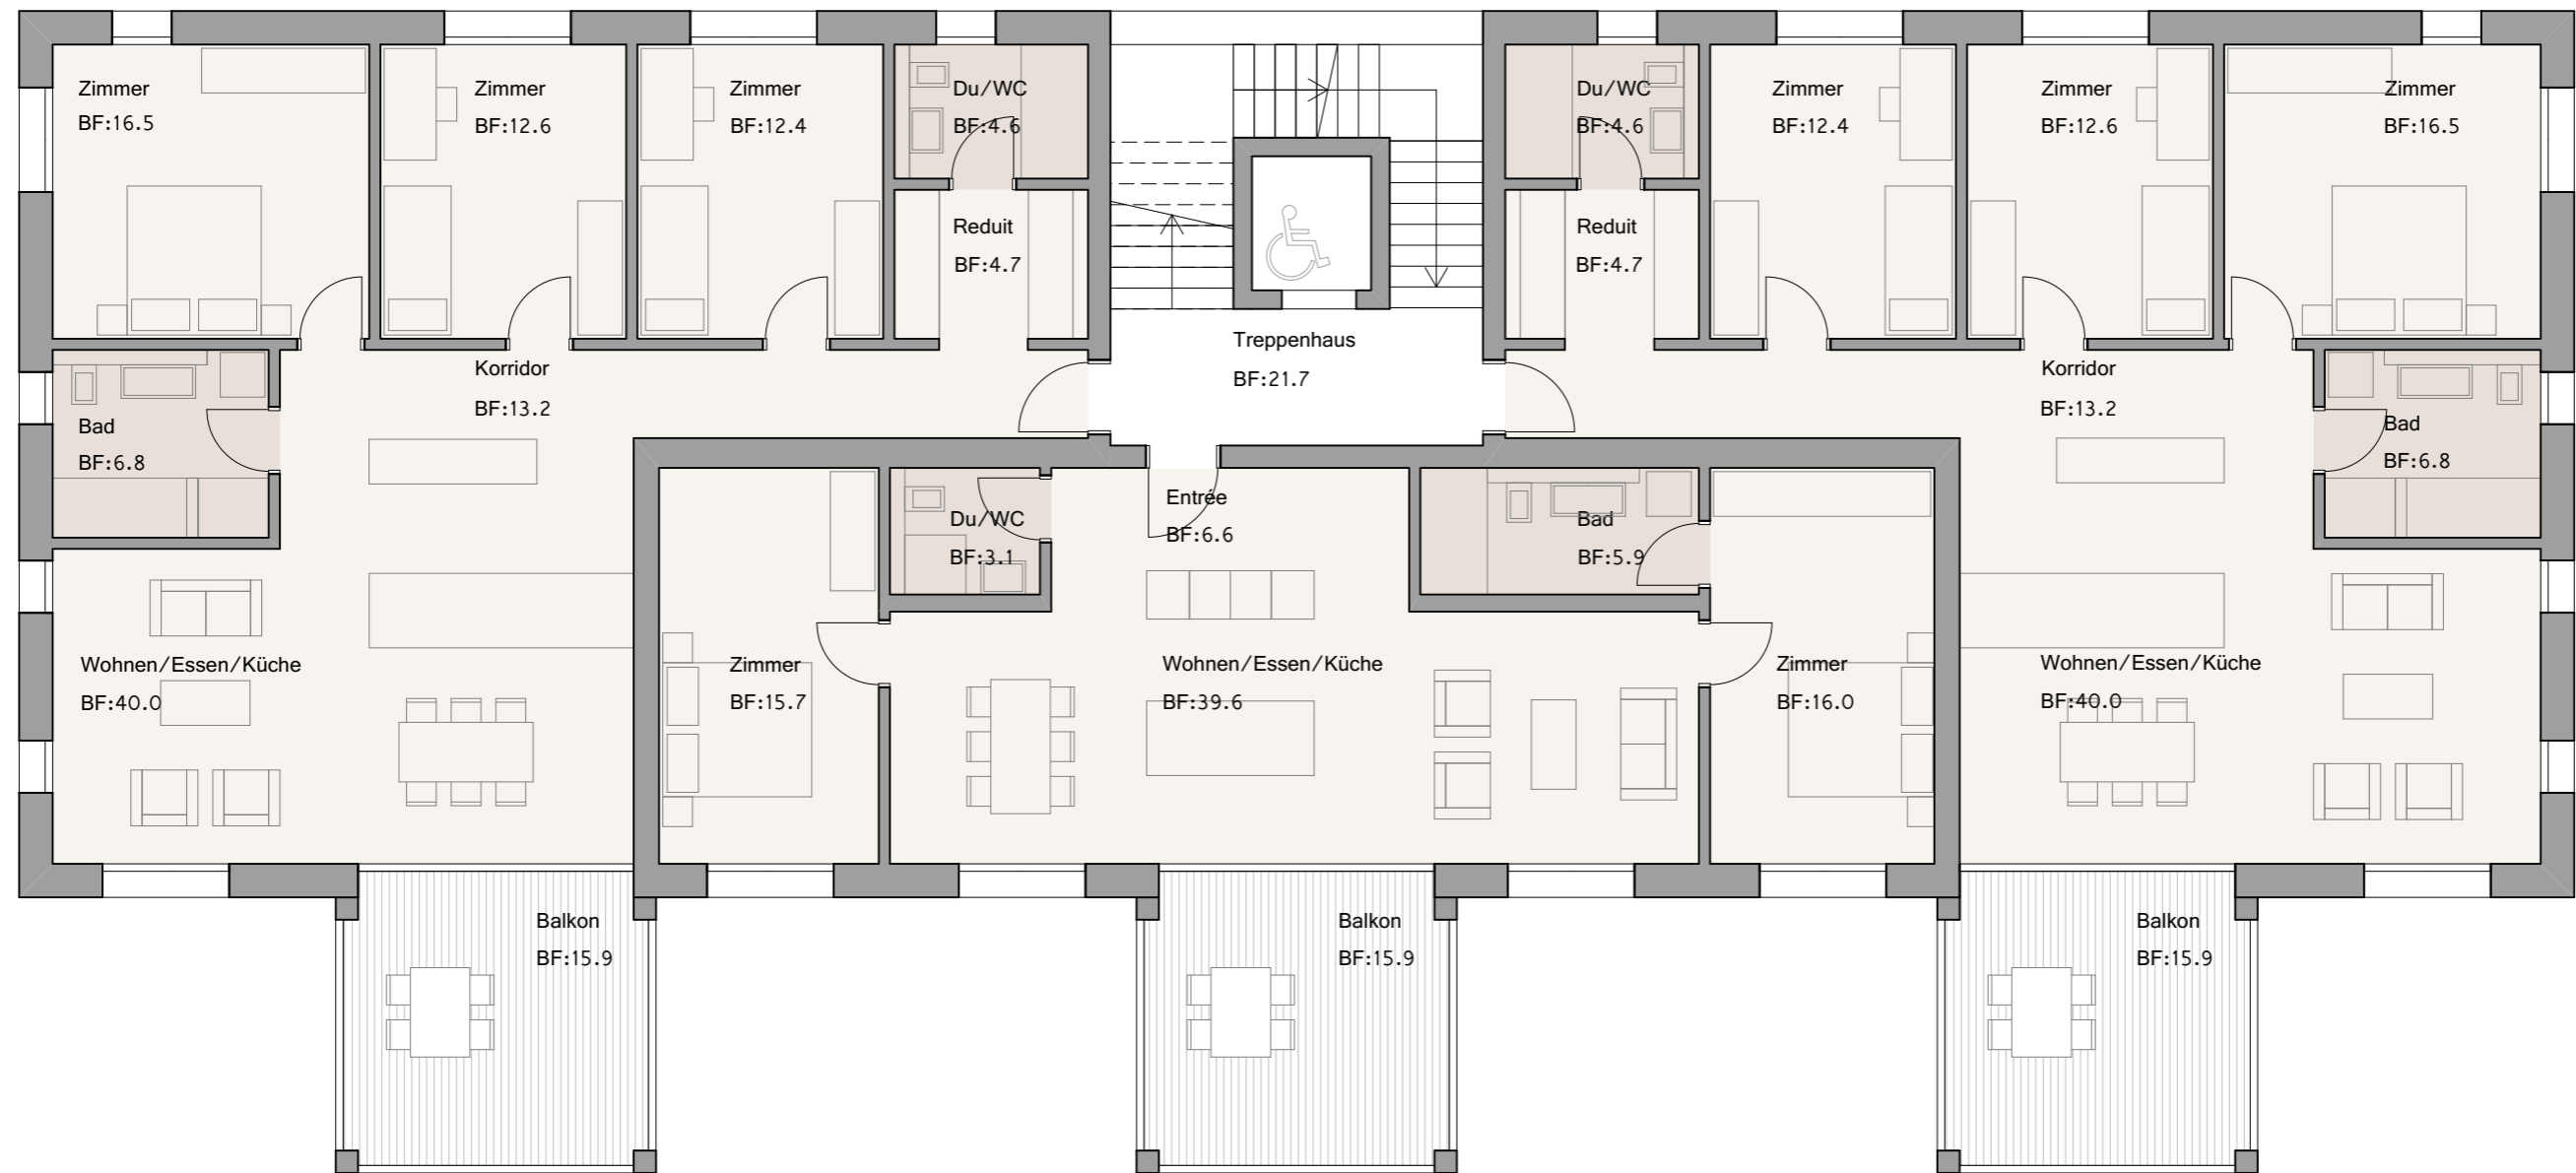 Zimmer
BF:16.5
Zimmer
BF:12.6
Zimmer
BF:12.4
Du/WC
BF:4.6
Du/WC
BF:4.6
Zimmer
BF:12.4
Zimmer
BF:12.6
Zimmer
BF:16.5
Reduit
BF:4.7
Reduit
BF:4.7
Treppenhaus
BF:21.7
Korridor
BF:13.2
Korridor
BF:13.2
Bad
BF:6.8
Bad
BF:6.8
Du/WC
BF:3.1
Entrée
BF:6.6
Bad
BF:5.9
Wohnen/Essen/Küche
BF:40.0
Zimmer
BF:15.7
Wohnen/Essen/Küche
BF:39.6
Zimmer
BF:16.0
Wohnen/Essen/Küche
BF:40.0
Balkon
BF:15.9
Balkon
BF:15.9
Balkon
BF:15.9